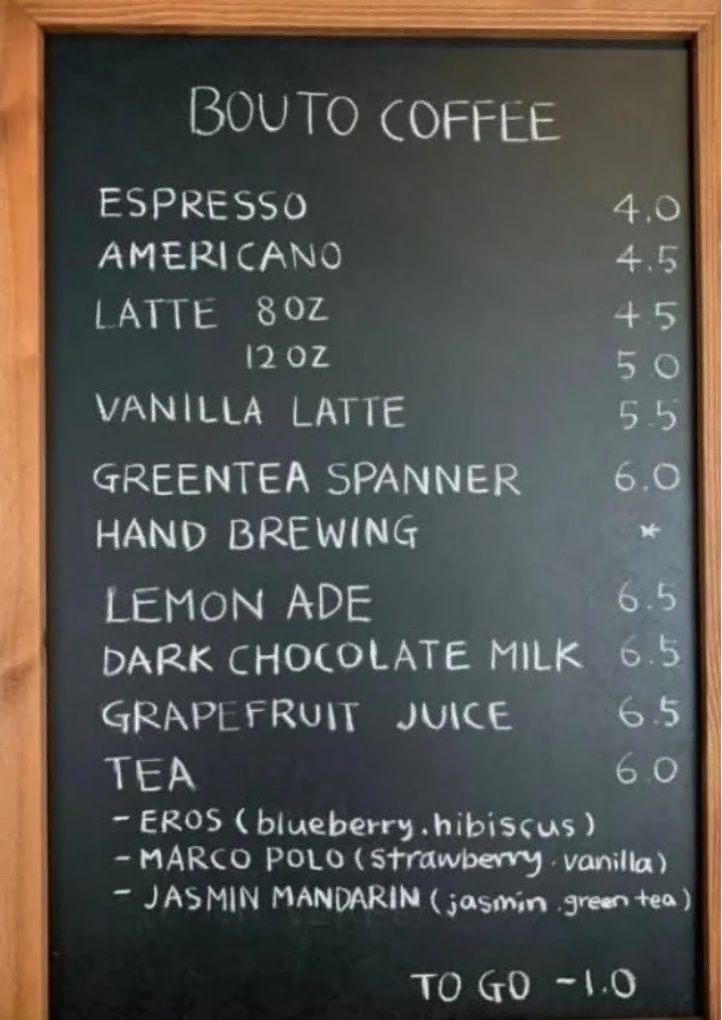 BOUTO COFFEE
ESPRESSO 4.0
AMERICANO 4.5
LATTE 8OZ 4.5
12OZ 5.0
VANILLA LATTE 5.5
GREENTEA SPANNER 6.0
HAND BREWING *
LEMON ADE 6.5
DARK CHOCOLATE MILK 6.5
GRAPEFRUIT JUICE 6.5
TEA 6.0
- EROS (blueberry.hibiscus)
- MARCO POLO (strawberry.vanilla)
- JASMIN MANDARIN (jasmin.green tea)
TO GO -1.0